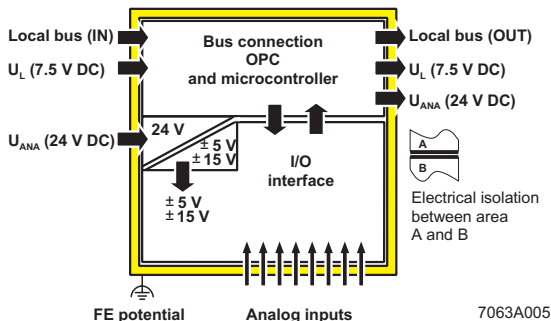 Local bus (IN)
Bus connection
OPC
and microcontroller
Local bus (OUT)
UL (7.5 V DC)
UL (7.5 V DC)
UANA (24 V DC)
UANA (24 V DC)
24 V
± 5 V
± 15 V
I/O
interface
± 5 V
± 15 V
A
B
Electrical isolation
between area
A and B
FE potential
Analog inputs
7063A005